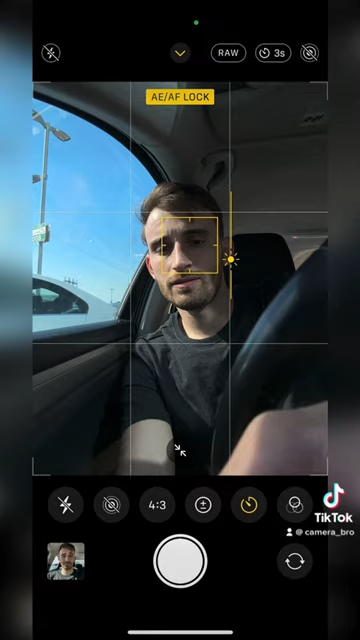 RAW
3s
AE/AF LOCK
4:3
TikTok
@ camera_bro